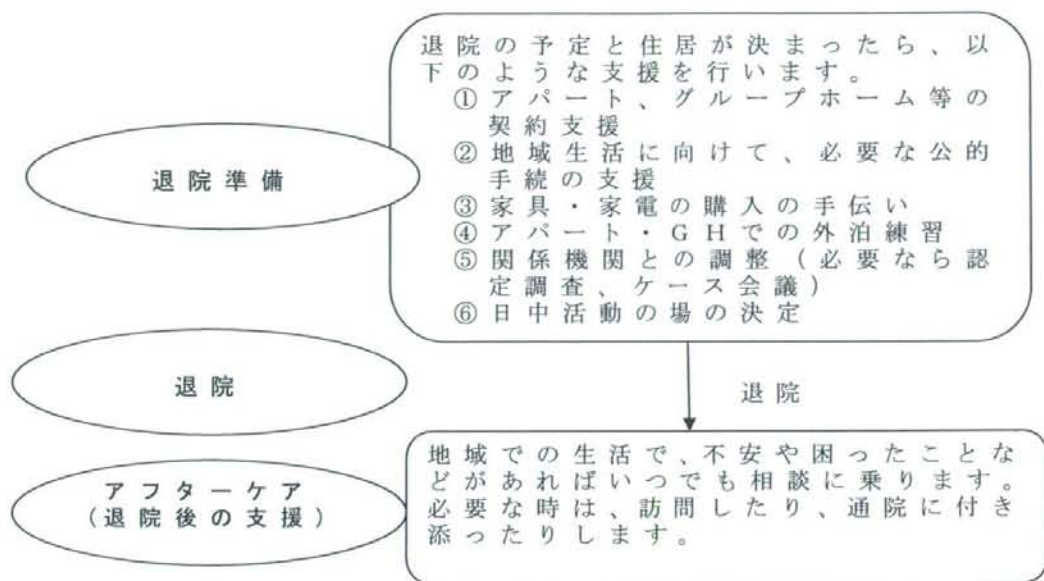 退院準備
退院の予定と住居が決まったら、以
下のような支援を行います。
①アパート、グループホーム等の
契約支援
②地域生活に向けて、必要な公的
手続の支援
③家具・家電の購入の手伝い
④アパート・GHでの外泊練習
⑤関係機関との調整(必要なら認
定調査、ケース会議)
⑥日中活動の場の決定
退院
退院
アフターケア
(退院後の支援)
地域での生活で、不安や困ったことな
どがあればいつでも相談に乗ります。
必要な時は、訪問したり、通院に付き
添ったりします。